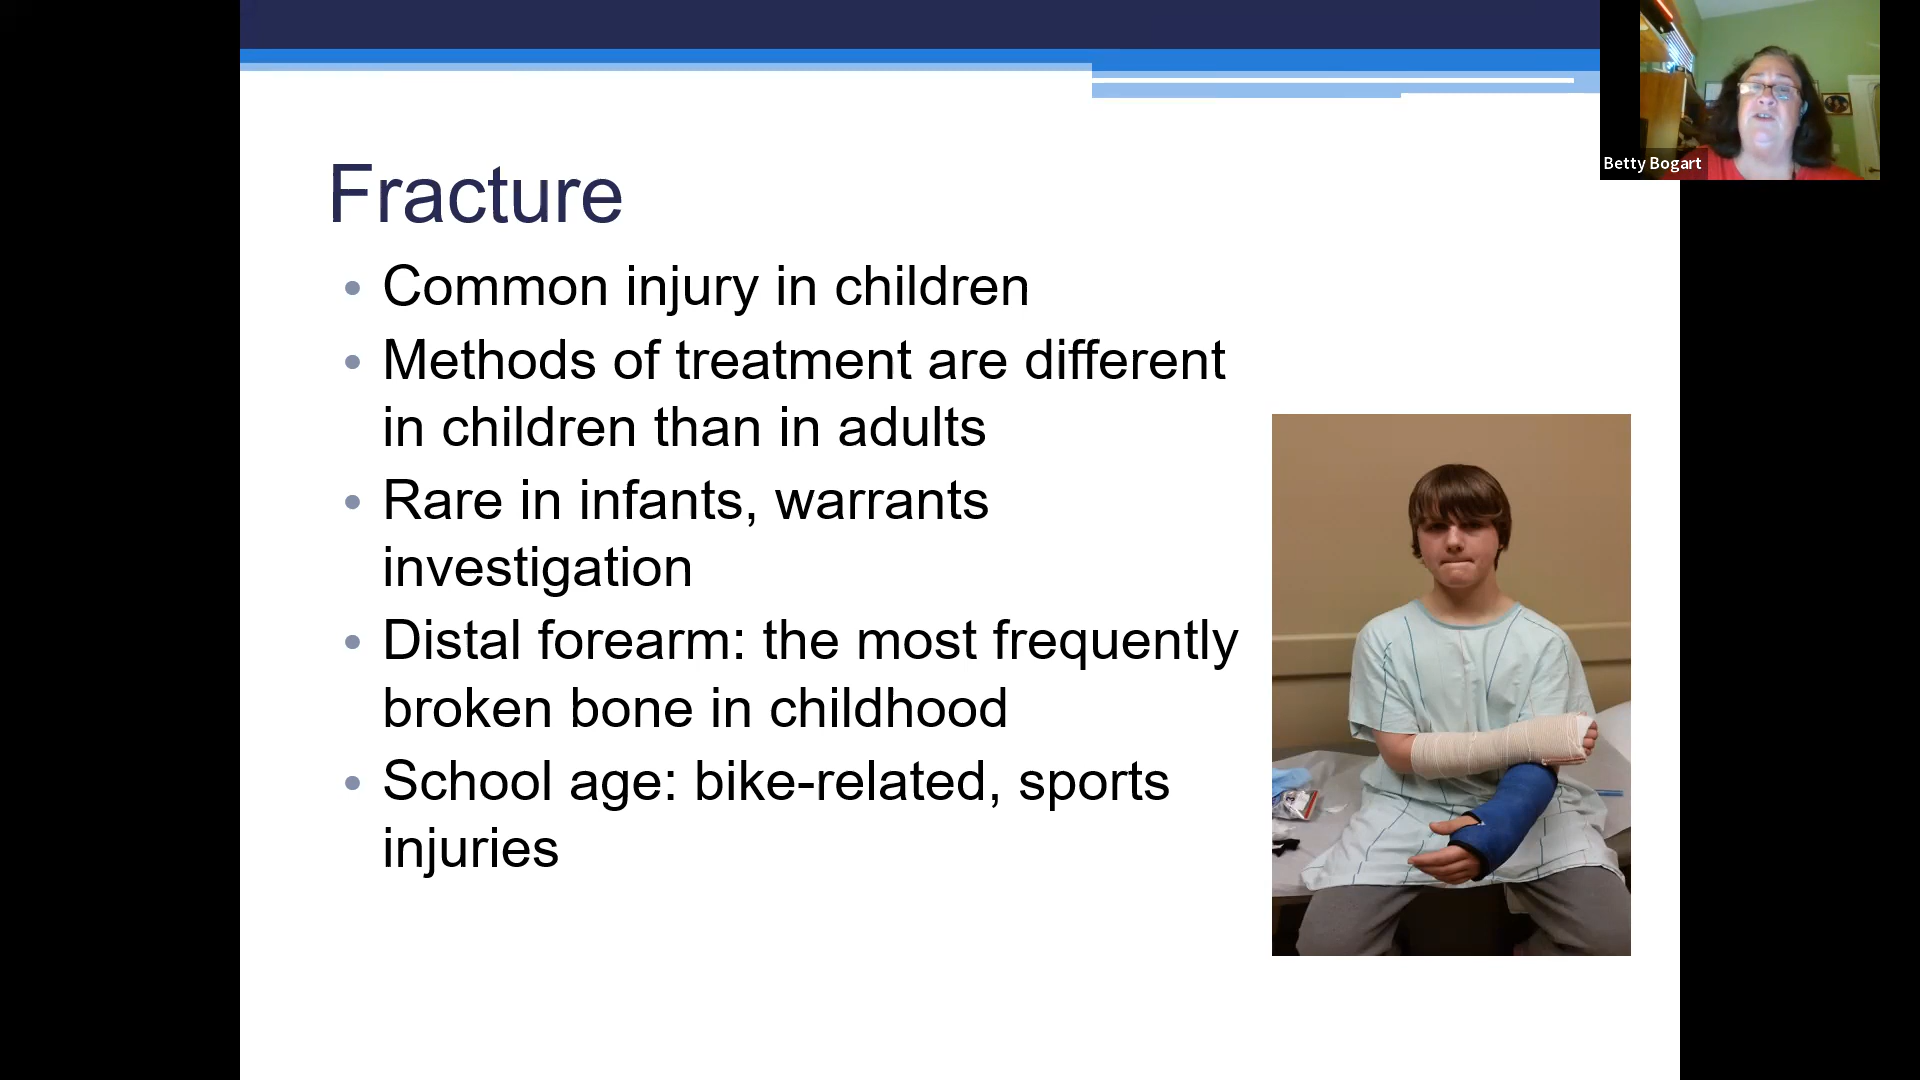 Betty Bogart
Fracture
• Common injury in children
• Methods of treatment are different
in children than in adults
• Rare in infants, warrants
investigation
• Distal forearm: the most frequently
broken bone in childhood
• School age: bike-related, sports
injuries